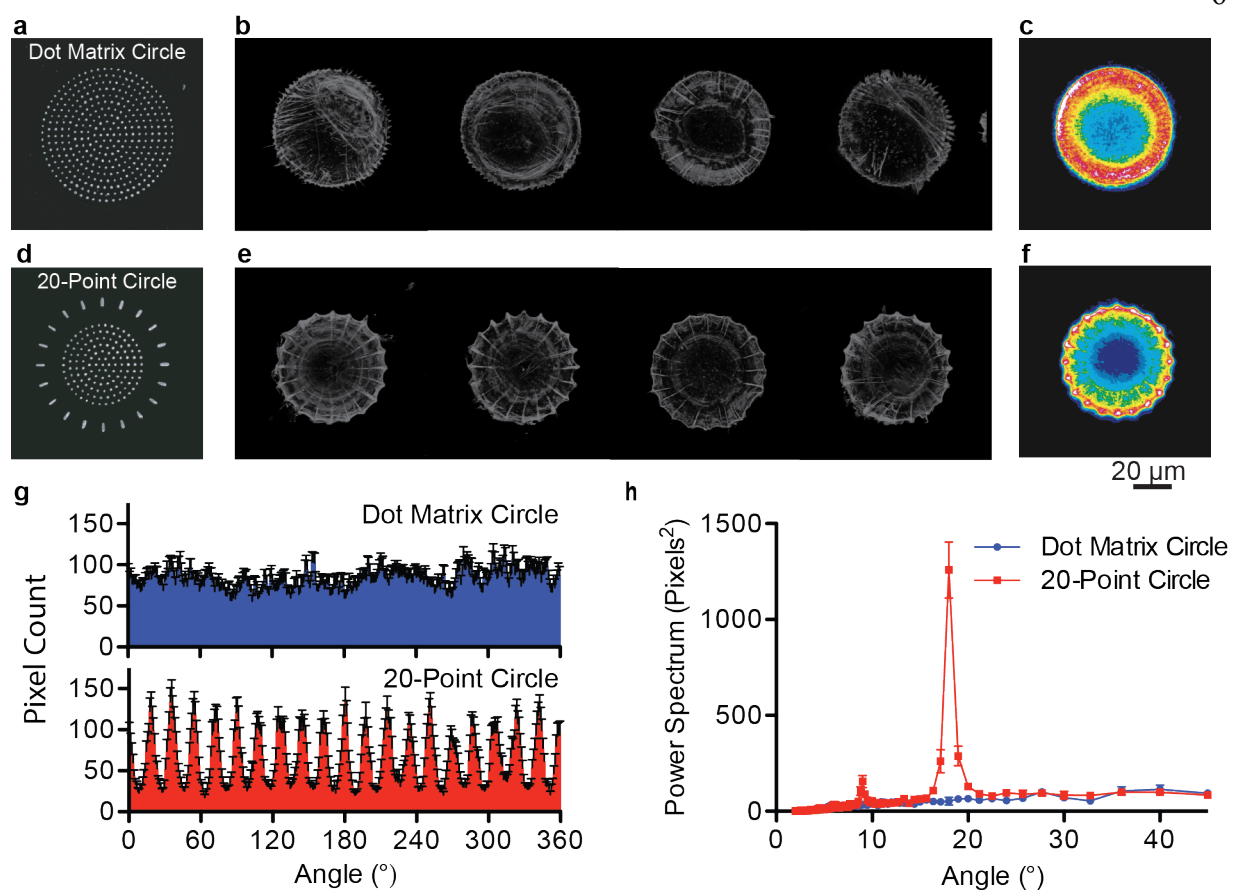 a
b
c
Dot Matrix Circle
d
e
f
20-Point Circle
20 µm
g
h
Dot Matrix Circle
150
100
50
0
20-Point Circle
150
100
50
0
Pixel Count
0 60 120 180 240 300 360
Angle (°)
Power Spectrum (Pixels²)
1500
1000
500
0
Dot Matrix Circle
20-Point Circle
0 10 20 30 40
Angle (°)